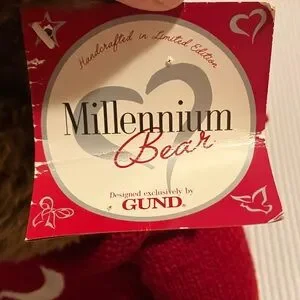 Handcrafted in Limited Edition
Millennium
Bear
Designed exclusively by
GUND®